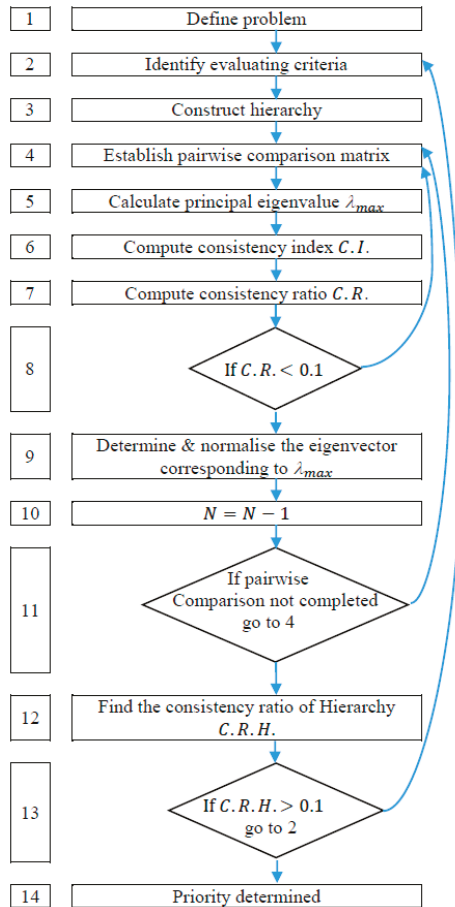 1
Define problem
2
Identify evaluating criteria
3
Construct hierarchy
4
Establish pairwise comparison matrix
5
Calculate principal eigenvalue λmax
6
Compute consistency index C.I.
7
Compute consistency ratio C.R.
8
If C.R. < 0.1
9
Determine & normalise the eigenvector
corresponding to λmax
10
N = N − 1
11
If pairwise
Comparison not completed
go to 4
12
Find the consistency ratio of Hierarchy
C.R.H.
13
If C.R.H. > 0.1
go to 2
14
Priority determined